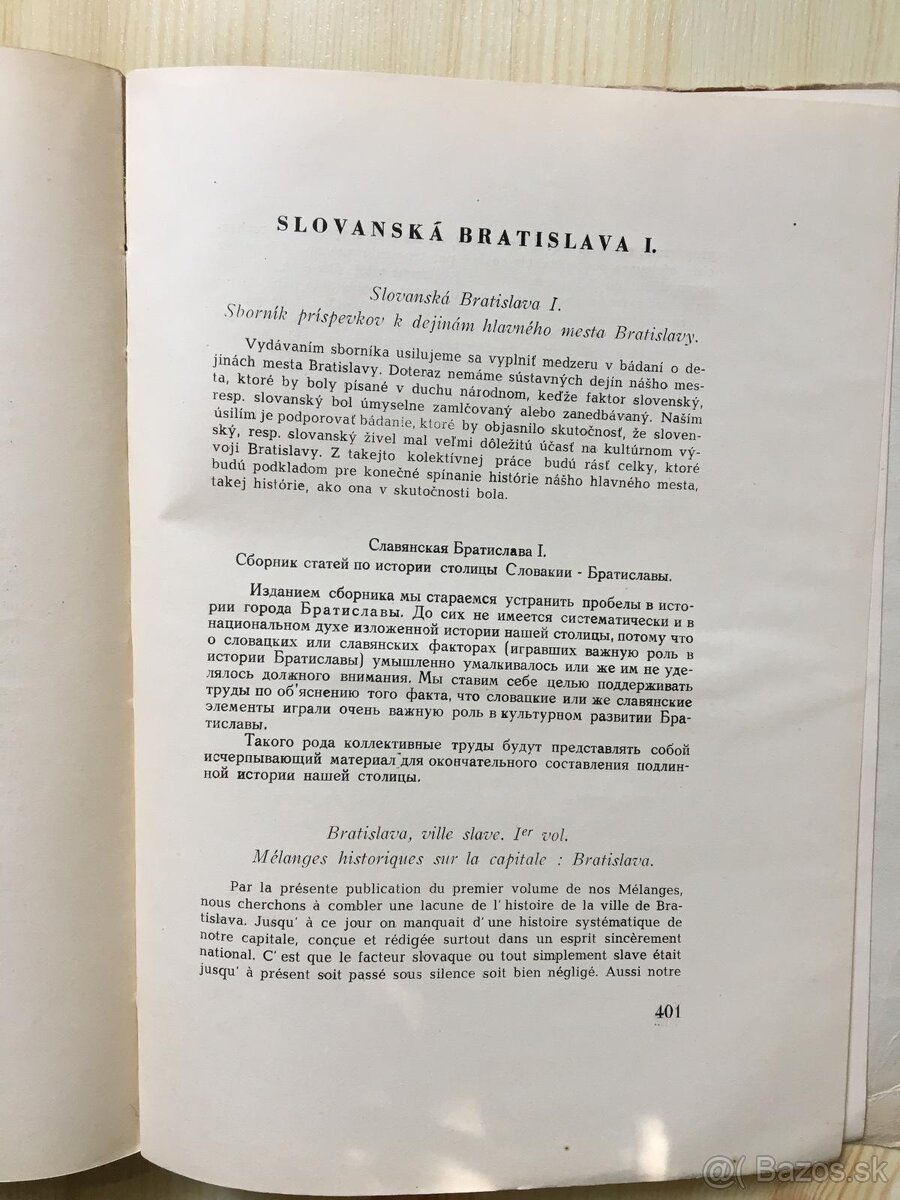 SLOVANSKÁ BRATISLAVA I.
Slovanská Bratislava I.
Sborník príspevkov k dejinám hlavného mesta Bratislavy.
Vydávaním sborníka usilujeme sa vyplniť medzeru v bádaní o de-
jinách mesta Bratislavy. Doteraz nemáme sústavných dejín nášho mes-
ta, ktoré by boly písané v duchu národnom, keďže faktor slovenský,
resp. slovanský bol úmyselne zamlčovaný alebo zanedbávaný. Naším
úsilím je podporovať bádanie, ktoré by objasnilo skutočnosť, že sloven-
ský, resp. slovanský živel mal veľmi dôležitú účasť na kultúrnom vý-
voji Bratislavy. Z takejto kolektívnej práce budú rásť celky, ktoré
budú podkladom pre konečné spínanie histórie nášho hlavného mesta,
takej histórie, ako ona v skutočnosti bola.
Славянская Братислава I.
Сборник статей по истории столицы Словакии - Братиславы.
Изданием сборника мы стараемся устранить пробелы в исто-
рии города Братиславы. До сих не имеется систематически и в
национальном духе изложенной истории нашей столицы, потому что
о словацких или славянских факторах (игравших важную роль в
истории Братиславы) умышленно умалкивалось или же им не уде-
лялось должного внимания. Мы ставим себе целью поддерживать
труды по об'яснению того факта, что словацкие или же славянские
элементы играли очень важную роль в культурном развитии Бра-
тиславы.
Такого рода коллективные труды будут представлять собой
исчерпывающий материал для окончательного составления подлин-
ной истории нашей столицы.
Bratislava, ville slave. Ier vol.
Mélanges historiques sur la capitale : Bratislava.
Par la présente publication du premier volume de nos Mélanges,
nous cherchons à combler une lacune de l' histoire de la ville de Bra-
tislava. Jusqu' à ce jour on manquait d' une histoire systématique de
notre capitale, conçue et rédigée surtout dans un esprit sincèrement
national. C' est que le facteur slovaque ou tout simplement slave était
jusqu' à présent soit passé sous silence soit bien négligé. Aussi notre
401
@( Bazos.sk